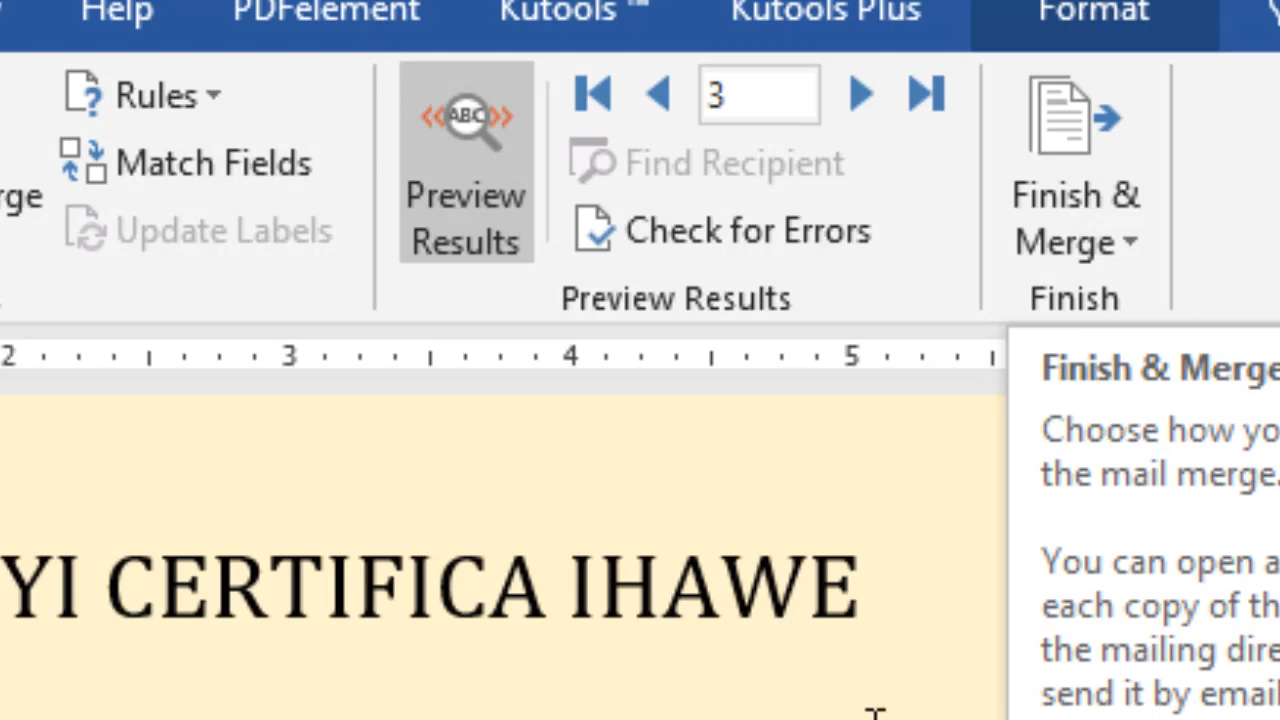 Help PDFelement Kutools ™ Kutools Plus Format
Rules
Match Fields
Update Labels
ABC
Preview
Results
3
Find Recipient
Check for Errors
Preview Results
Finish &
Merge
Finish
2 3 4 5
Finish & Merge
Choose how yo
the mail merge.
You can open a
each copy of th
the mailing dire
send it by email
YI CERTIFICA IHAWE